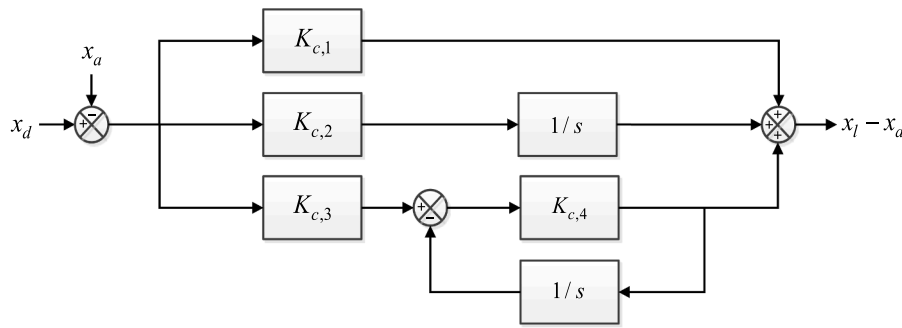 K_{c,1}
x_a
−
x_d
+
K_{c,2}
1/s
+
+
+
x_l − x_a
K_{c,3}
+
−
K_{c,4}
1/s